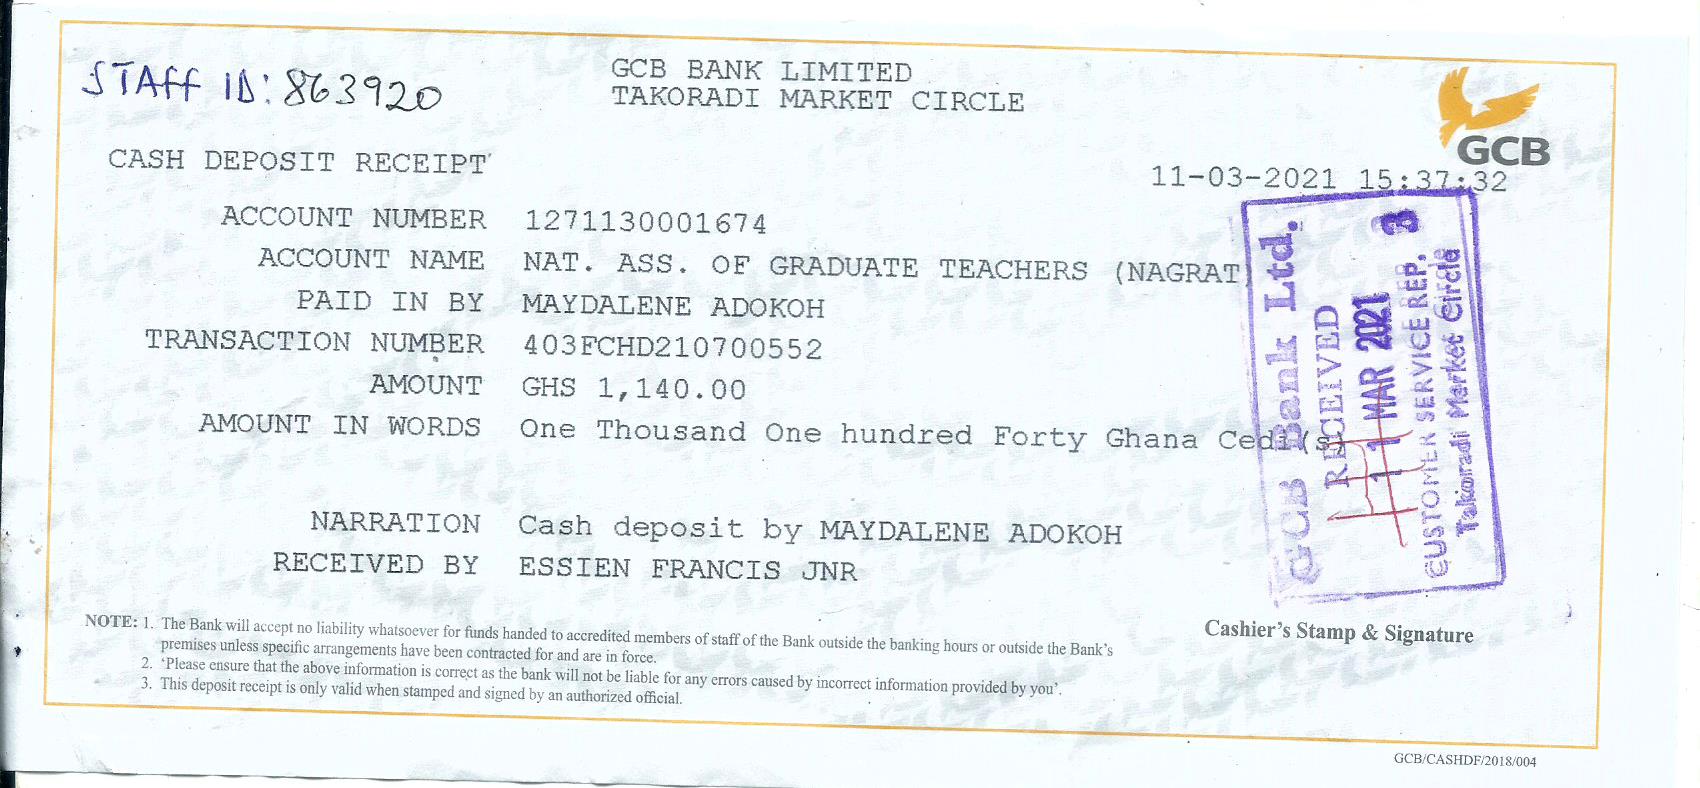 STAFF ID: 863920
GCB BANK LIMITED
TAKORADI MARKET CIRCLE
GCB
CASH DEPOSIT RECEIPT
11-03-2021 15:37:32
ACCOUNT NUMBER 1271130001674
ACCOUNT NAME NAT. ASS. OF GRADUATE TEACHERS (NAGRAT)
PAID IN BY MAYDALENE ADOKOH
TRANSACTION NUMBER 403FCHD210700552
AMOUNT GHS 1,140.00
AMOUNT IN WORDS One Thousand One hundred Forty Ghana Cedi(s)
NARRATION Cash deposit by MAYDALENE ADOKOH
RECEIVED BY ESSIEN FRANCIS JNR
GCB Bank Ltd.
RECEIVED
11 MAR 2021
CUSTOMER SERVICE REP. 3
Takoradi Market Circle
Cashier's Stamp & Signature
NOTE: 1. The Bank will accept no liability whatsoever for funds handed to accredited members of staff of the Bank outside the banking hours or outside the Bank's
premises unless specific arrangements have been contracted for and are in force.
2. 'Please ensure that the above information is correct as the bank will not be liable for any errors caused by incorrect information provided by you'.
3. This deposit receipt is only valid when stamped and signed by an authorized official.
GCB/CASHDF/2018/004